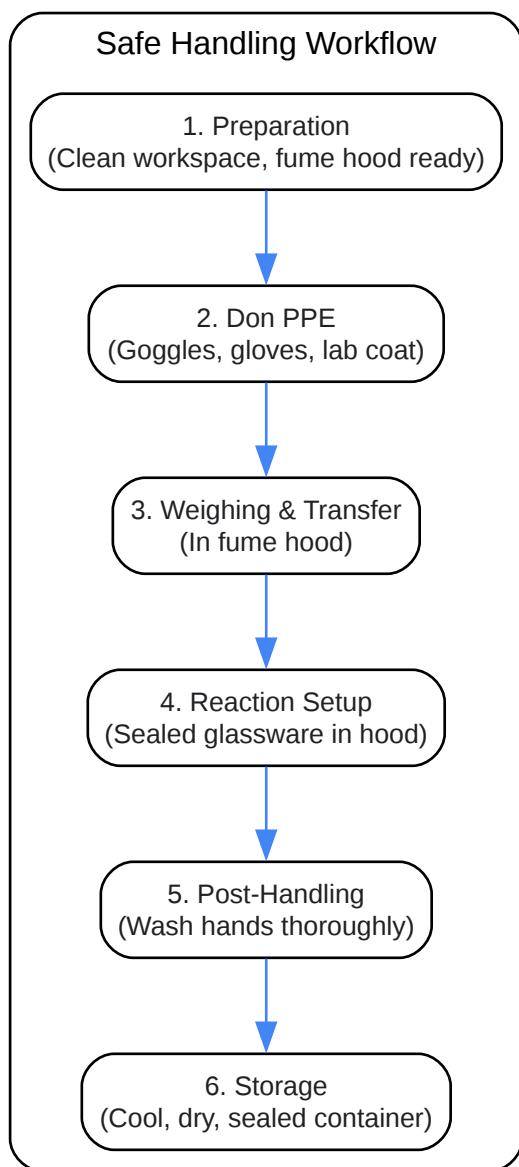 Safe Handling Workflow
1. Preparation
(Clean workspace, fume hood ready)
2. Don PPE
(Goggles, gloves, lab coat)
3. Weighing & Transfer
(In fume hood)
4. Reaction Setup
(Sealed glassware in hood)
5. Post-Handling
(Wash hands thoroughly)
6. Storage
(Cool, dry, sealed container)